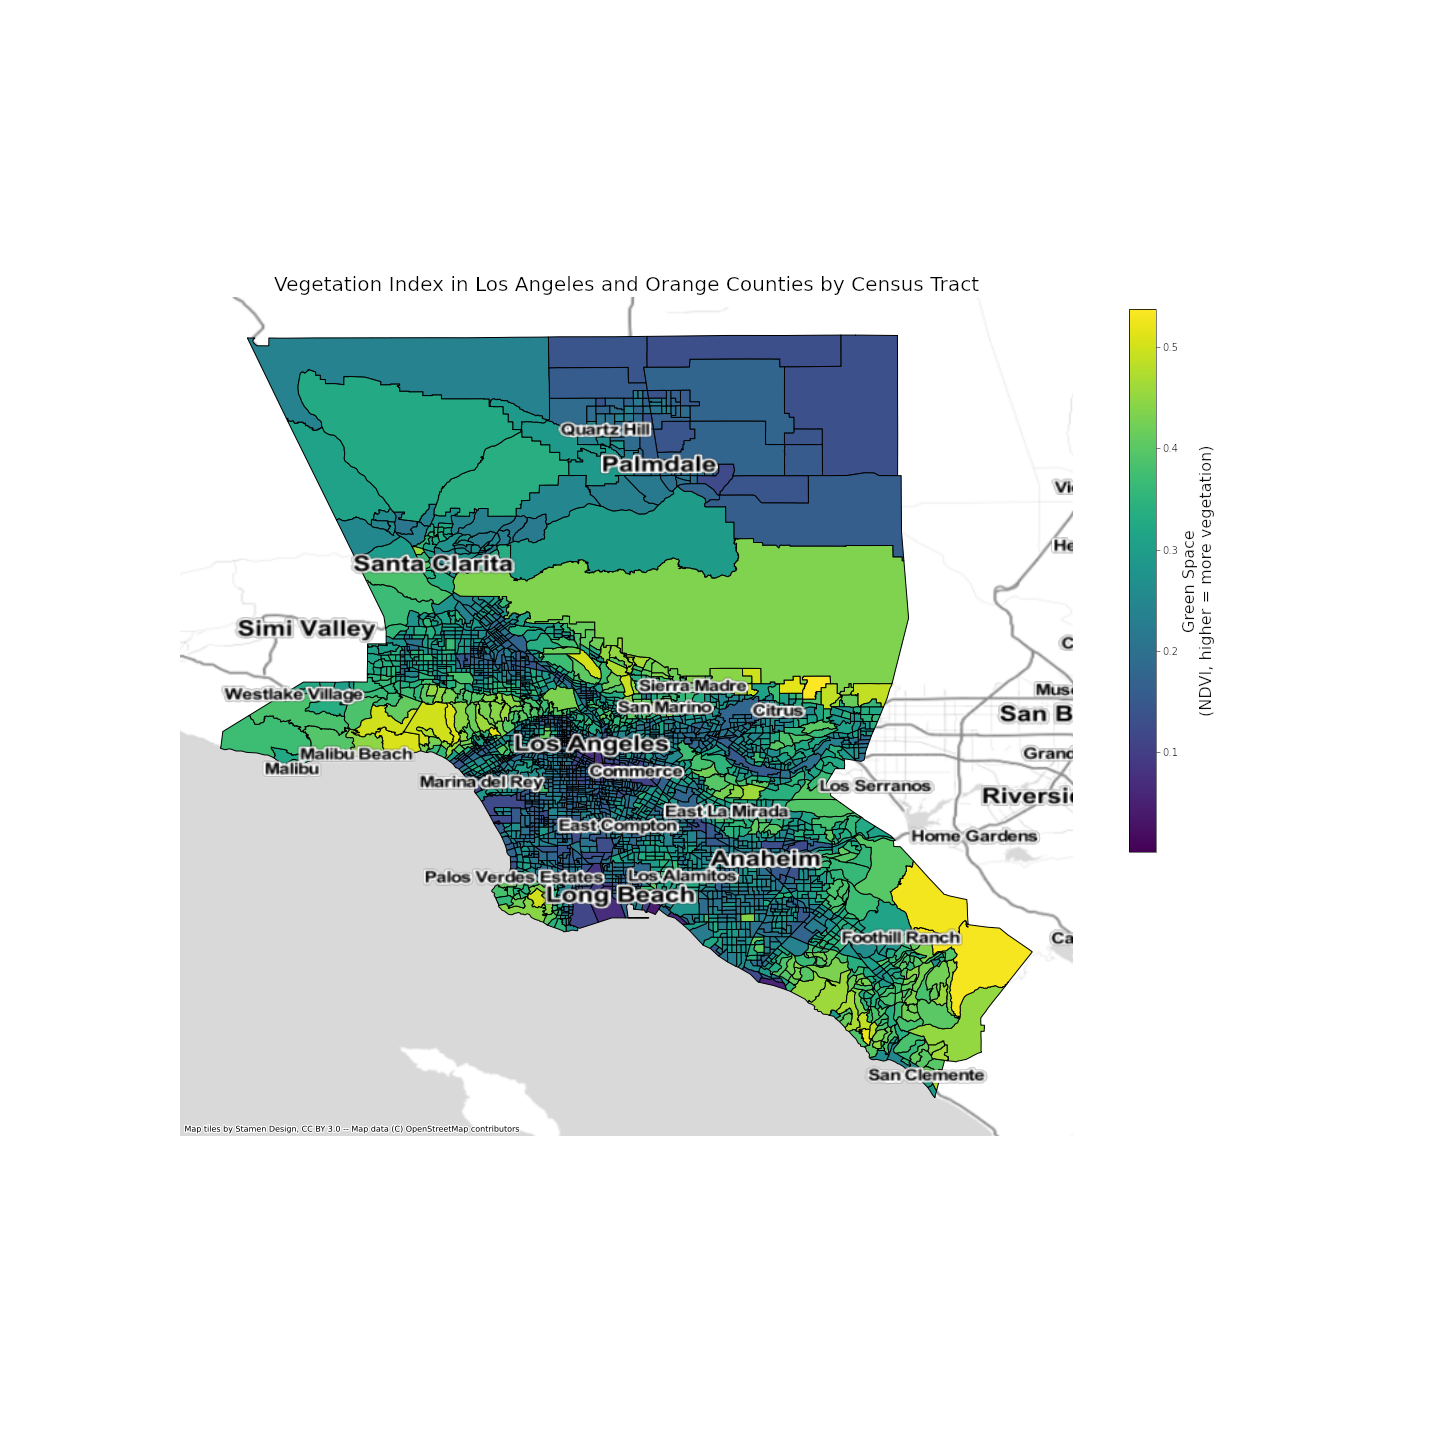 Vegetation Index in Los Angeles and Orange Counties by Census Tract
Quartz Hill
Palmdale
Santa Clarita
Simi Valley
Westlake Village
Sierra Madre
San Marino
Citrus
Los Angeles
Malibu Beach
Malibu
Commerce
Marina del Rey
Los Serranos
East La Mirada
East Compton
Home Gardens
Anaheim
Palos Verdes Estates
Los Alamitos
Long Beach
Foothill Ranch
San Clemente
Vi
He
C
Musc
San B
Grand
Riversid
Ca
0.5
0.4
0.3
0.2
0.1
Green Space
(NDVI, higher = more vegetation)
Map tiles by Stamen Design, CC BY 3.0 -- Map data (C) OpenStreetMap contributors